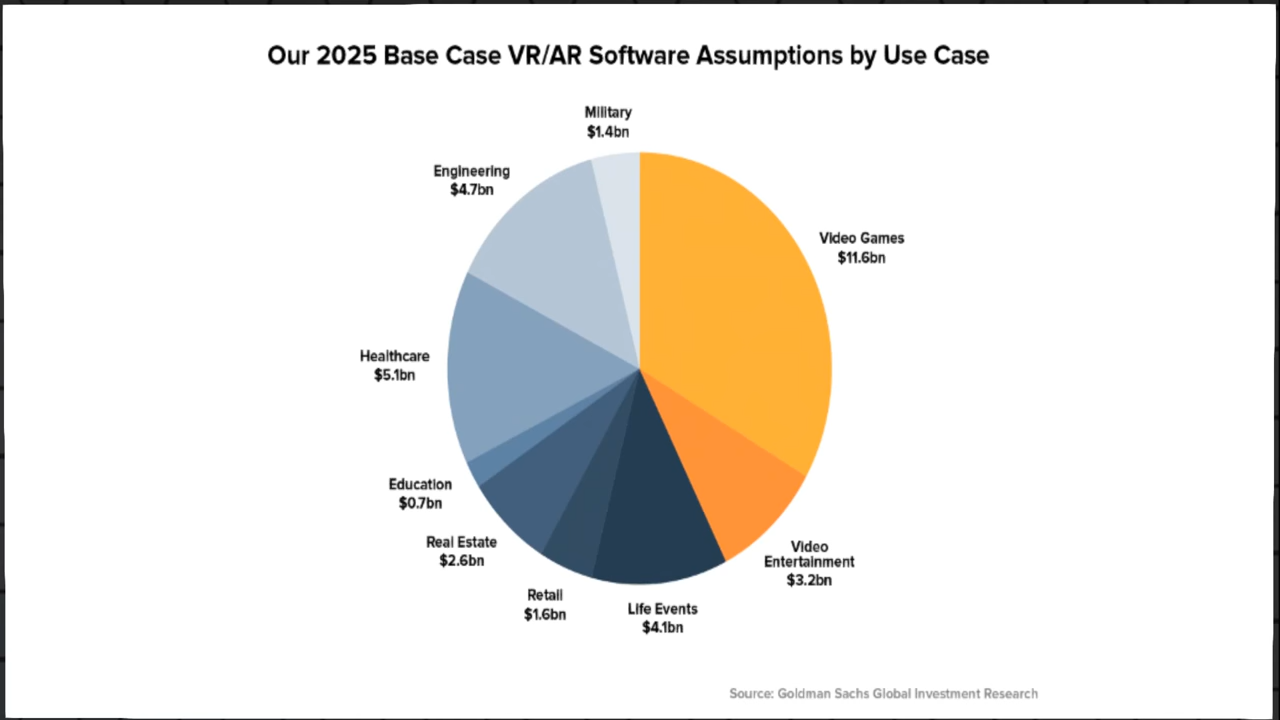 Our 2025 Base Case VR/AR Software Assumptions by Use Case
Military
$1.4bn
Engineering
$4.7bn
Video Games
$11.6bn
Healthcare
$5.1bn
Education
$0.7bn
Real Estate
$2.6bn
Video
Entertainment
$3.2bn
Retail
$1.6bn
Life Events
$4.1bn
Source: Goldman Sachs Global Investment Research